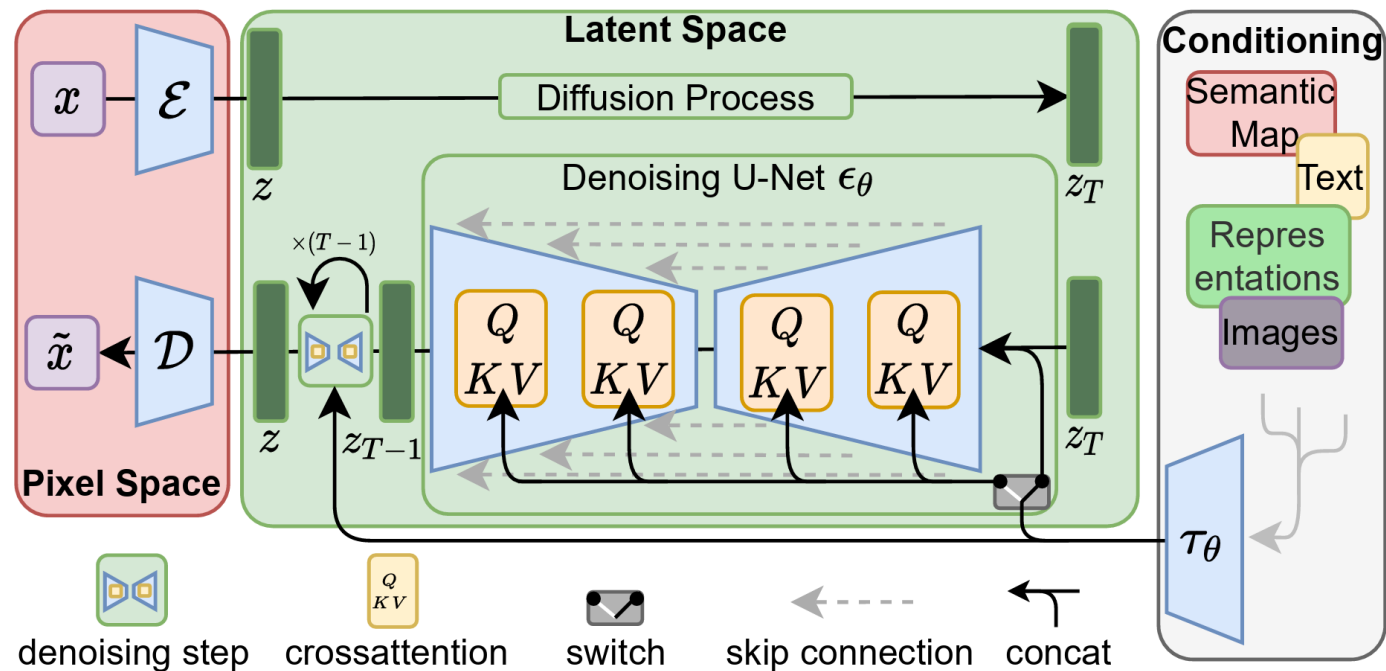 Latent Space
Conditioning
x
ℰ
Diffusion Process
z
z_T
Semantic
Map
Text
Denoising U-Net ϵ_θ
×(T − 1)
Repres
entations
Images
x̃
𝒟
z
z_{T−1}
Q
KV
Q
KV
Q
KV
Q
KV
z_T
Pixel Space
τ_θ
Q
KV
denoising step
crossattention
switch
skip connection
concat